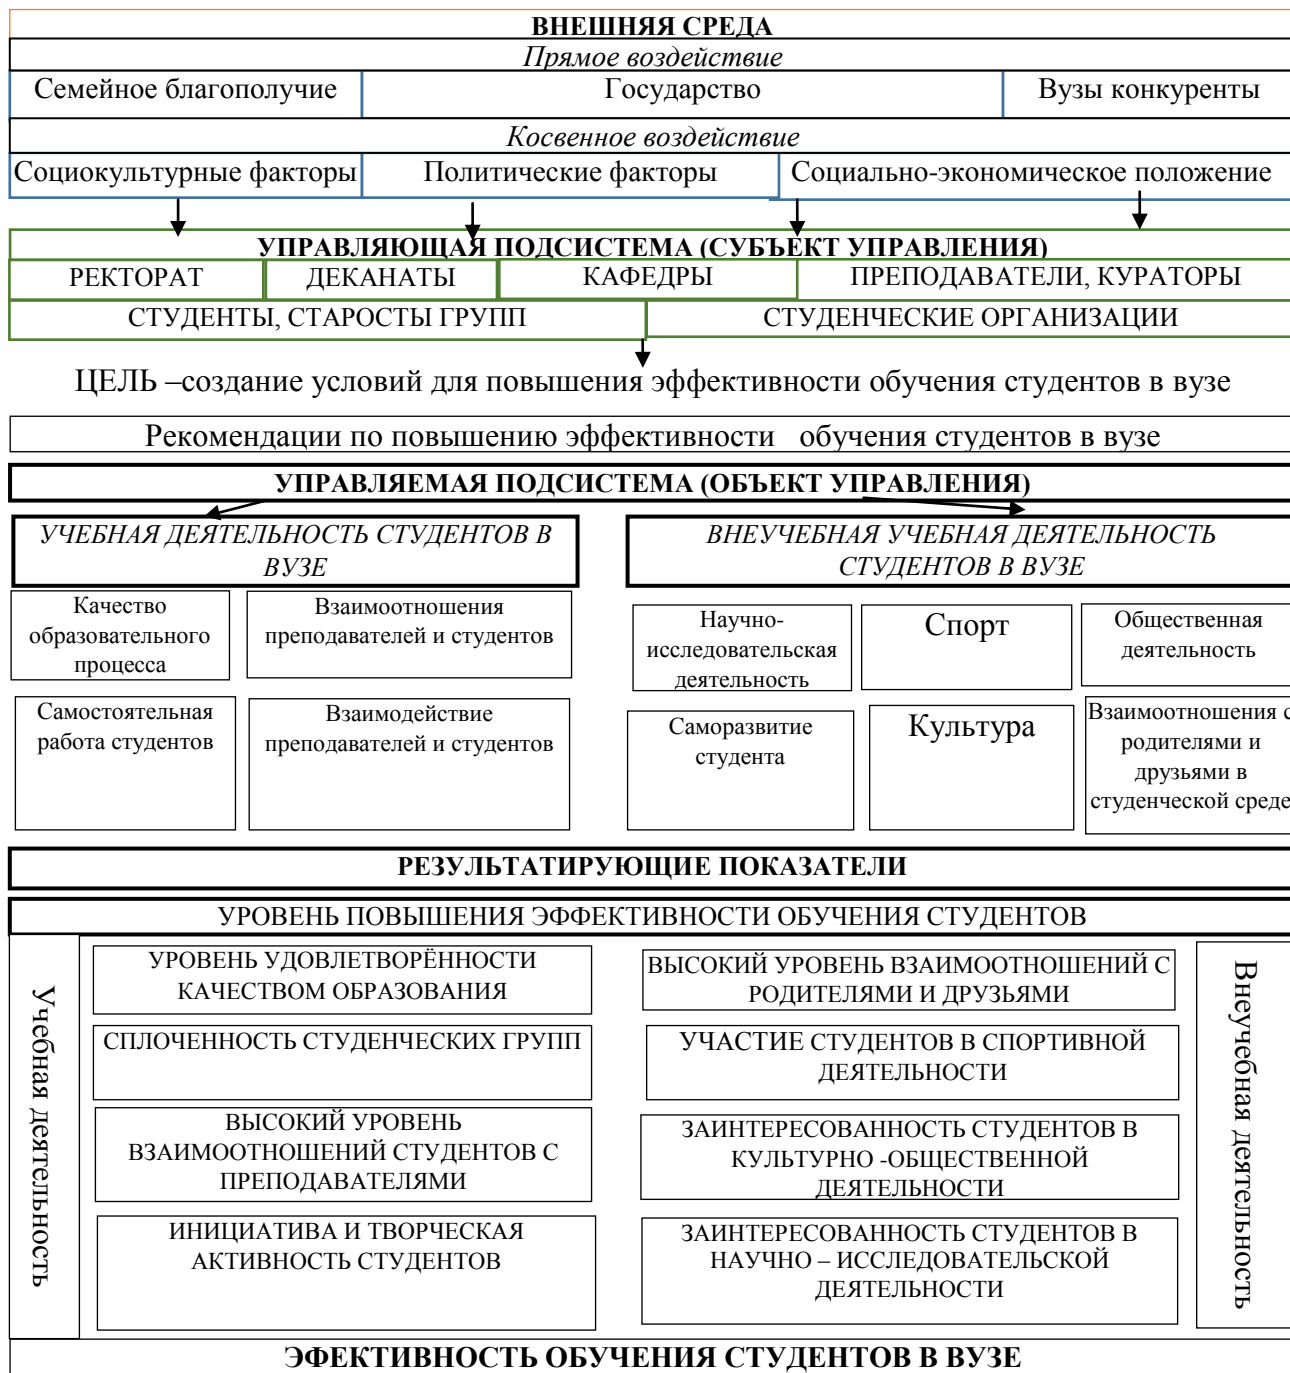 ВНЕШНЯЯ СРЕДА
Прямое воздействие
Семейное благополучие
Государство
Вузы конкуренты
Косвенное воздействие
Социокультурные факторы
Политические факторы
Социально-экономическое положение
УПРАВЛЯЮЩАЯ ПОДСИСТЕМА (СУБЪЕКТ УПРАВЛЕНИЯ)
РЕКТОРАТ
ДЕКАНАТЫ
КАФЕДРЫ
ПРЕПОДАВАТЕЛИ, КУРАТОРЫ
СТУДЕНТЫ, СТАРОСТЫ ГРУПП
СТУДЕНЧЕСКИЕ ОРГАНИЗАЦИИ
ЦЕЛЬ –создание условий для повышения эффективности обучения студентов в вузе
Рекомендации по повышению эффективности обучения студентов в вузе
УПРАВЛЯЕМАЯ ПОДСИСТЕМА (ОБЪЕКТ УПРАВЛЕНИЯ)
УЧЕБНАЯ ДЕЯТЕЛЬНОСТЬ СТУДЕНТОВ В
ВУЗЕ
ВНЕУЧЕБНАЯ УЧЕБНАЯ ДЕЯТЕЛЬНОСТЬ
СТУДЕНТОВ В ВУЗЕ
Качество
образовательного
процесса
Взаимоотношения
преподавателей и студентов
Научно-
исследовательская
деятельность
Спорт
Общественная
деятельность
Самостоятельная
работа студентов
Взаимодействие
преподавателей и студентов
Саморазвитие
студента
Культура
Взаимоотношения с
родителями и
друзьями в
студенческой среде
РЕЗУЛЬТАТИРУЮЩИЕ ПОКАЗАТЕЛИ
УРОВЕНЬ ПОВЫШЕНИЯ ЭФФЕКТИВНОСТИ ОБУЧЕНИЯ СТУДЕНТОВ
Учебная деятельность
УРОВЕНЬ УДОВЛЕТВОРЁННОСТИ
КАЧЕСТВОМ ОБРАЗОВАНИЯ
СПЛОЧЕННОСТЬ СТУДЕНЧЕСКИХ ГРУПП
ВЫСОКИЙ УРОВЕНЬ
ВЗАИМООТНОШЕНИЙ СТУДЕНТОВ С
ПРЕПОДАВАТЕЛЯМИ
ИНИЦИАТИВА И ТВОРЧЕСКАЯ
АКТИВНОСТЬ СТУДЕНТОВ
ВЫСОКИЙ УРОВЕНЬ ВЗАИМООТНОШЕНИЙ С
РОДИТЕЛЯМИ И ДРУЗЬЯМИ
УЧАСТИЕ СТУДЕНТОВ В СПОРТИВНОЙ
ДЕЯТЕЛЬНОСТИ
ЗАИНТЕРЕСОВАННОСТЬ СТУДЕНТОВ В
КУЛЬТУРНО -ОБЩЕСТВЕННОЙ
ДЕЯТЕЛЬНОСТИ
ЗАИНТЕРЕСОВАННОСТЬ СТУДЕНТОВ В
НАУЧНО – ИССЛЕДОВАТЕЛЬСКОЙ
ДЕЯТЕЛЬНОСТИ
Внеучебная деятельность
ЭФЕКТИВНОСТЬ ОБУЧЕНИЯ СТУДЕНТОВ В ВУЗЕ